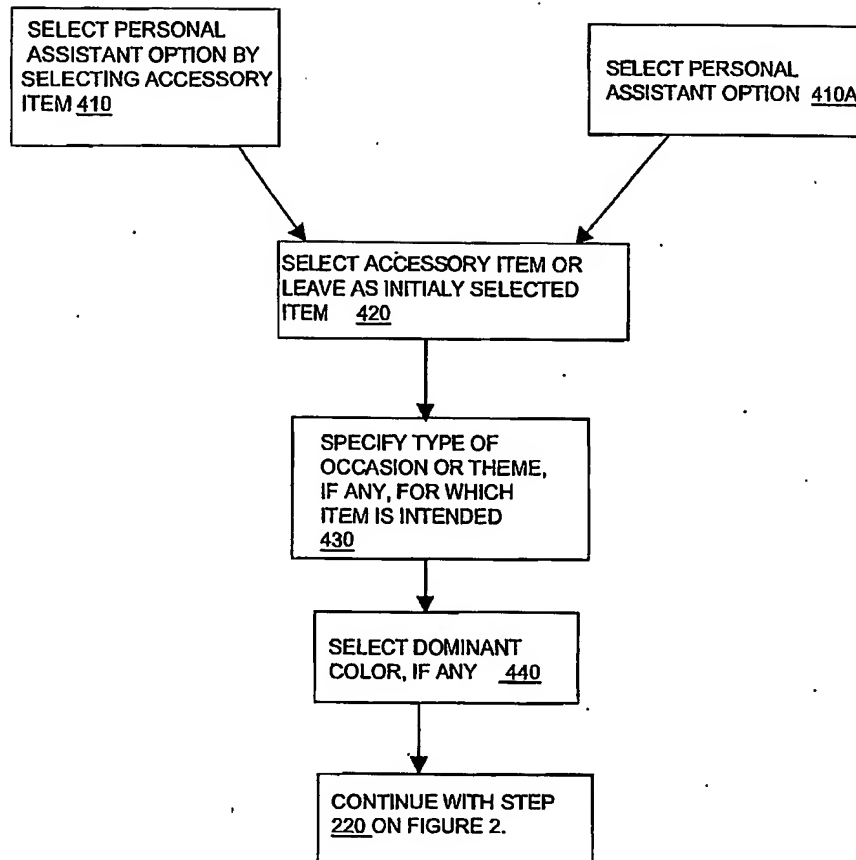 SELECT PERSONAL
ASSISTANT OPTION BY
SELECTING ACCESSORY
ITEM 410
SELECT PERSONAL
ASSISTANT OPTION 410A
SELECT ACCESSORY ITEM OR
LEAVE AS INITIALY SELECTED
ITEM 420
SPECIFY TYPE OF
OCCASION OR THEME,
IF ANY, FOR WHICH
ITEM IS INTENDED
430
SELECT DOMINANT
COLOR, IF ANY 440
CONTINUE WITH STEP
220 ON FIGURE 2.